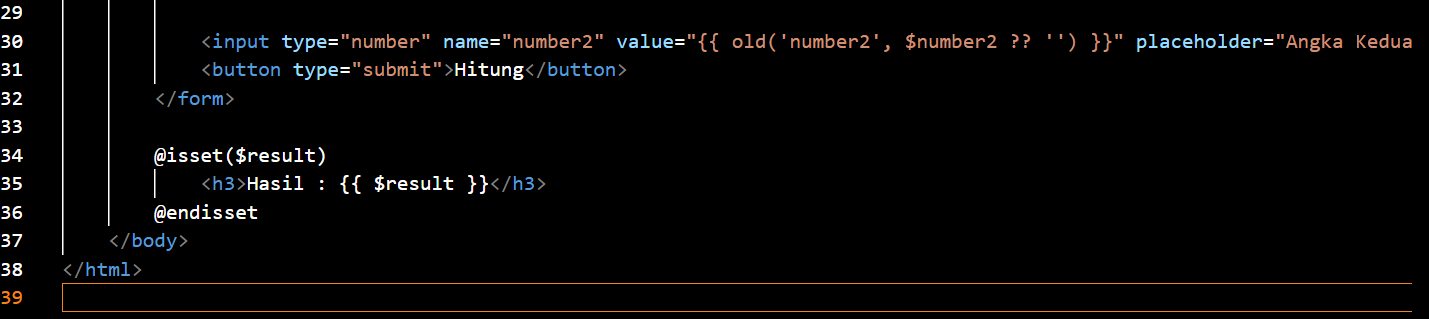 29
30 <input type="number" name="number2" value="{{ old('number2', $number2 ?? '') }}" placeholder="Angka Kedua
31 <button type="submit">Hitung</button>
32 </form>
33
34 @isset($result)
35 <h3>Hasil : {{ $result }}</h3>
36 @endisset
37 </body>
38 </html>
39